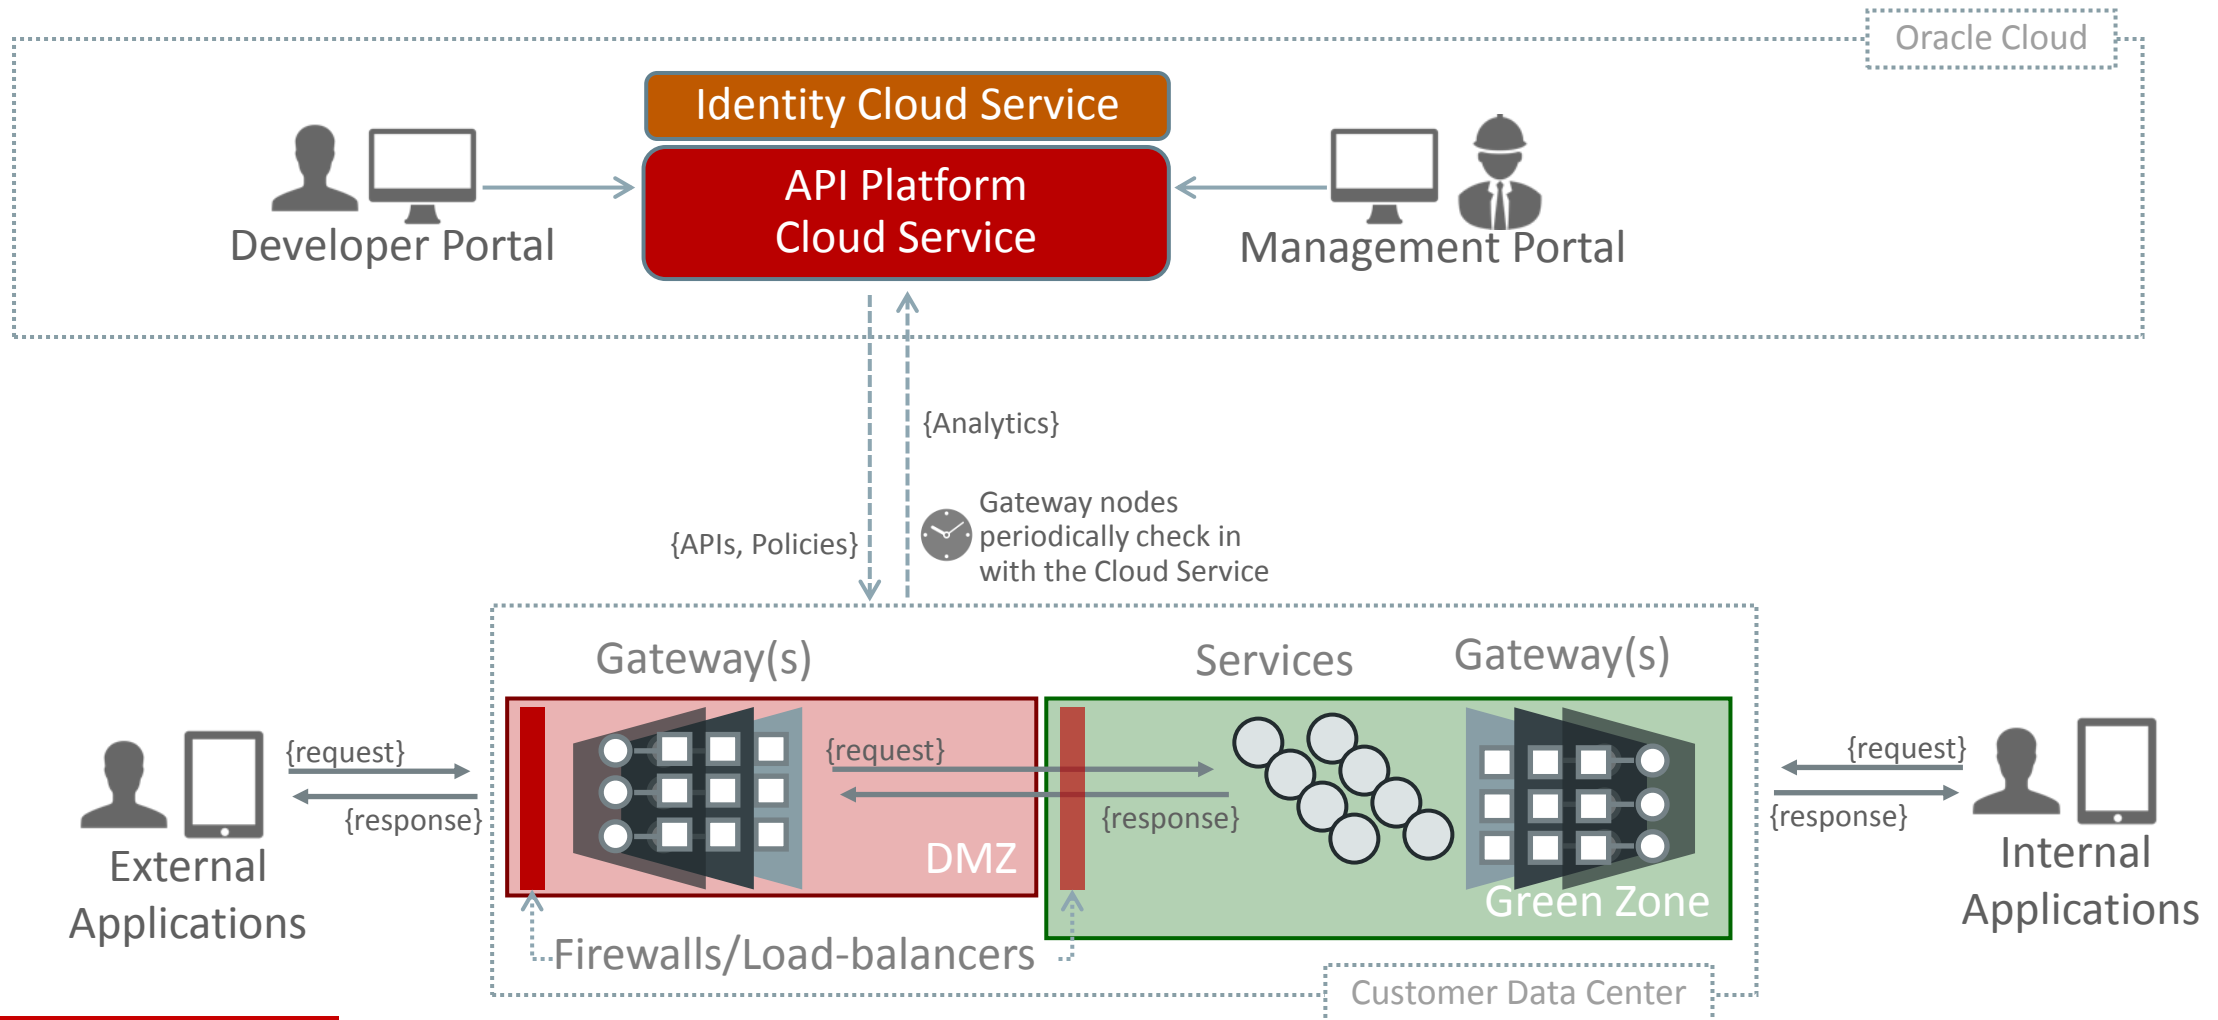 Oracle Cloud
Identity Cloud Service
API Platform
Cloud Service
Developer Portal
Management Portal
{Analytics}
Gateway nodes
periodically check in
with the Cloud Service
{APIs, Policies}
Gateway(s)
Services
Gateway(s)
{request}
{response}
{request}
{response}
{request}
{response}
DMZ
Green Zone
External
Applications
Internal
Applications
Firewalls/Load-balancers
Customer Data Center